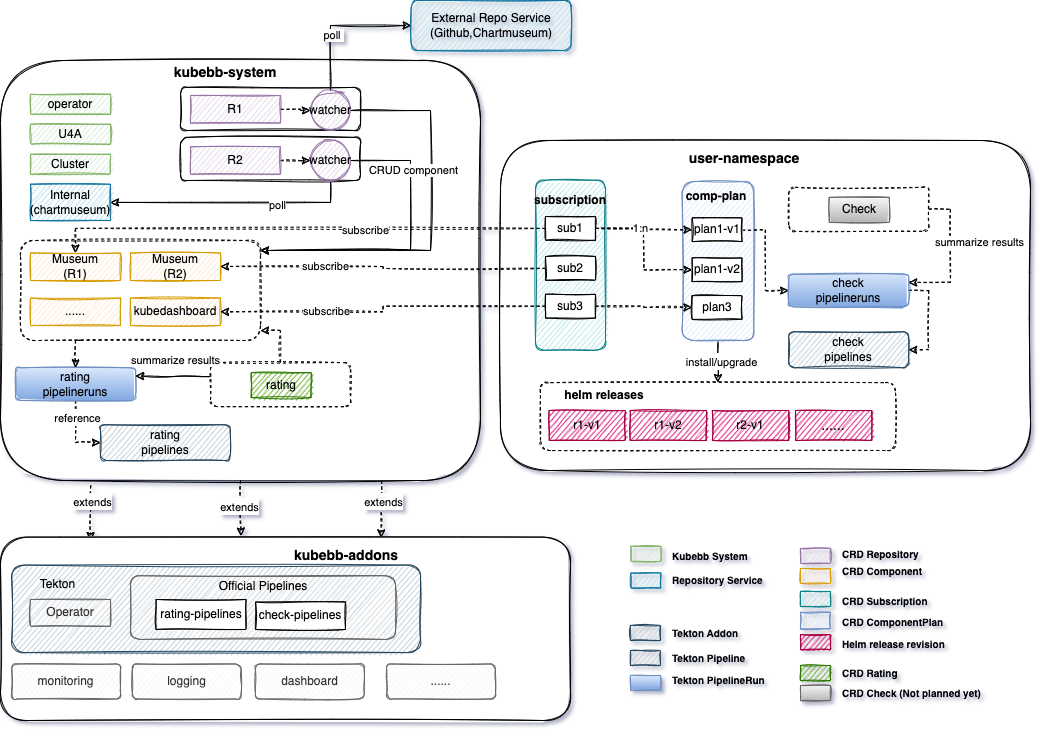 External Repo Service
(Github,Chartmuseum)
poll
kubebb-system
operator
U4A
Cluster
Internal
(chartmuseum)
R1
watcher
R2
watcher
CRUD component
poll
subscribe
Museum
(R1)
Museum
(R2)
subscribe
......
kubedashboard
subscribe
summarize results
rating
pipelineruns
rating
reference
rating
pipelines
user-namespace
subscription
sub1
sub2
sub3
1:n
comp-plan
plan1-v1
plan1-v2
plan3
Check
summarize results
check
pipelineruns
check
pipelines
install/upgrade
helm releases
r1-v1
r1-v2
r2-v1
......
extends
extends
extends
kubebb-addons
Tekton
Operator
Official Pipelines
rating-pipelines
check-pipelines
monitoring
logging
dashboard
......
Kubebb System
Repository Service
Tekton Addon
Tekton Pipeline
Tekton PipelineRun
CRD Repository
CRD Component
CRD Subscription
CRD ComponentPlan
Helm release revision
CRD Rating
CRD Check (Not planned yet)